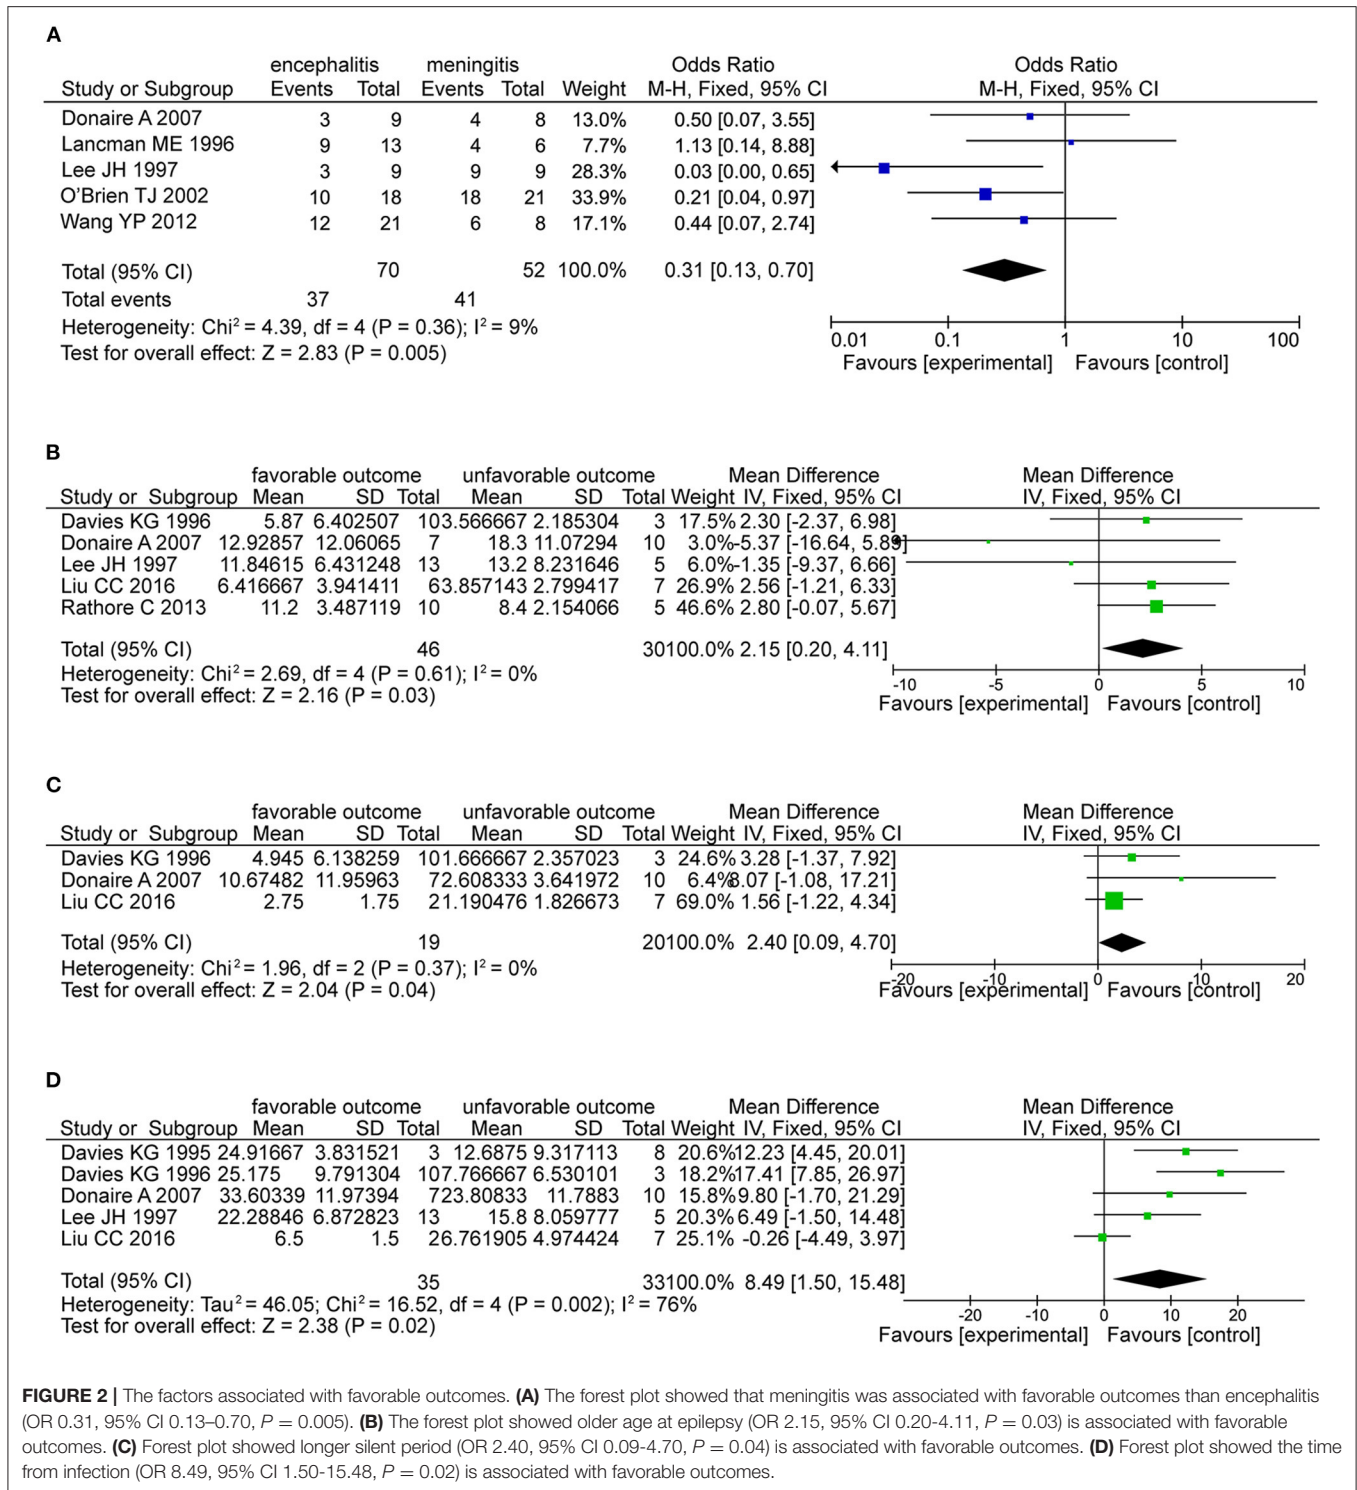 A
encephalitis meningitis Odds Ratio Odds Ratio
Study or Subgroup Events Total Events Total Weight M-H, Fixed, 95% CI M-H, Fixed, 95% CI
Donaire A 2007 3 9 4 8 13.0% 0.50 [0.07, 3.55]
Lancman ME 1996 9 13 4 6 7.7% 1.13 [0.14, 8.88]
Lee JH 1997 3 9 9 9 28.3% 0.03 [0.00, 0.65]
O'Brien TJ 2002 10 18 18 21 33.9% 0.21 [0.04, 0.97]
Wang YP 2012 12 21 6 8 17.1% 0.44 [0.07, 2.74]
Total (95% CI) 70 52 100.0% 0.31 [0.13, 0.70]
Total events 37 41
Heterogeneity: Chi² = 4.39, df = 4 (P = 0.36); I² = 9%
Test for overall effect: Z = 2.83 (P = 0.005)
0.01 0.1 1 10 100
Favours [experimental] Favours [control]
B
favorable outcome unfavorable outcome Mean Difference Mean Difference
Study or Subgroup Mean SD Total Mean SD Total Weight IV, Fixed, 95% CI IV, Fixed, 95% CI
Davies KG 1996 5.87 6.402507 10 3.566667 2.185304 3 17.5% 2.30 [-2.37, 6.98]
Donaire A 2007 12.92857 12.06065 7 18.3 11.07294 10 3.0% -5.37 [-16.64, 5.89]
Lee JH 1997 11.84615 6.431248 13 13.2 8.231646 5 6.0% -1.35 [-9.37, 6.66]
Liu CC 2016 6.416667 3.941411 6 3.857143 2.799417 7 26.9% 2.56 [-1.21, 6.33]
Rathore C 2013 11.2 3.487119 10 8.4 2.154066 5 46.6% 2.80 [-0.07, 5.67]
Total (95% CI) 46 30 100.0% 2.15 [0.20, 4.11]
Heterogeneity: Chi² = 2.69, df = 4 (P = 0.61); I² = 0%
Test for overall effect: Z = 2.16 (P = 0.03)
-10 -5 0 5 10
Favours [experimental] Favours [control]
C
favorable outcome unfavorable outcome Mean Difference Mean Difference
Study or Subgroup Mean SD Total Mean SD Total Weight IV, Fixed, 95% CI IV, Fixed, 95% CI
Davies KG 1996 4.945 6.138259 10 1.666667 2.357023 3 24.6% 3.28 [-1.37, 7.92]
Donaire A 2007 10.67482 11.95963 7 2.608333 3.641972 10 6.4% 8.07 [-1.08, 17.21]
Liu CC 2016 2.75 1.75 2 1.190476 1.826673 7 69.0% 1.56 [-1.22, 4.34]
Total (95% CI) 19 20 100.0% 2.40 [0.09, 4.70]
Heterogeneity: Chi² = 1.96, df = 2 (P = 0.37); I² = 0%
Test for overall effect: Z = 2.04 (P = 0.04)
-20 -10 0 10 20
Favours [experimental] Favours [control]
D
favorable outcome unfavorable outcome Mean Difference Mean Difference
Study or Subgroup Mean SD Total Mean SD Total Weight IV, Fixed, 95% CI IV, Fixed, 95% CI
Davies KG 1995 24.91667 3.831521 3 12.6875 9.317113 8 20.6% 12.23 [4.45, 20.01]
Davies KG 1996 25.175 9.791304 10 7.766667 6.530101 3 18.2% 17.41 [7.85, 26.97]
Donaire A 2007 33.60339 11.97394 7 23.80833 11.7883 10 15.8% 9.80 [-1.70, 21.29]
Lee JH 1997 22.28846 6.872823 13 15.8 8.059777 5 20.3% 6.49 [-1.50, 14.48]
Liu CC 2016 6.5 1.5 2 6.761905 4.974424 7 25.1% -0.26 [-4.49, 3.97]
Total (95% CI) 35 33 100.0% 8.49 [1.50, 15.48]
Heterogeneity: Tau² = 46.05; Chi² = 16.52, df = 4 (P = 0.002); I² = 76%
Test for overall effect: Z = 2.38 (P = 0.02)
-20 -10 0 10 20
Favours [experimental] Favours [control]
FIGURE 2 | The factors associated with favorable outcomes. (A) The forest plot showed that meningitis was associated with favorable outcomes than encephalitis
(OR 0.31, 95% CI 0.13–0.70, P = 0.005). (B) The forest plot showed older age at epilepsy (OR 2.15, 95% CI 0.20-4.11, P = 0.03) is associated with favorable
outcomes. (C) Forest plot showed longer silent period (OR 2.40, 95% CI 0.09-4.70, P = 0.04) is associated with favorable outcomes. (D) Forest plot showed the time
from infection (OR 8.49, 95% CI 1.50-15.48, P = 0.02) is associated with favorable outcomes.